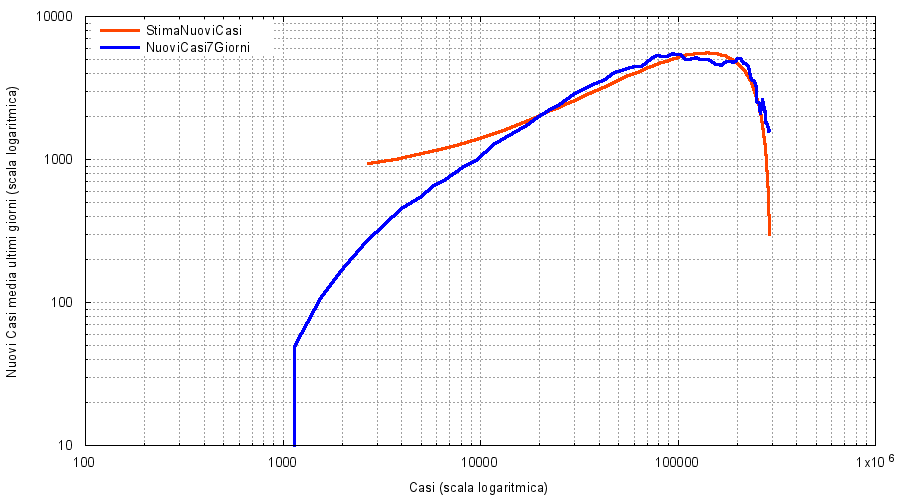 10000
StimaNuoviCasi
NuoviCasi7Giorni
1000
100
10
Nuovi Casi media ultimi giorni (scala logaritmica)
100
1000
10000
100000
1x10 6
Casi (scala logaritmica)